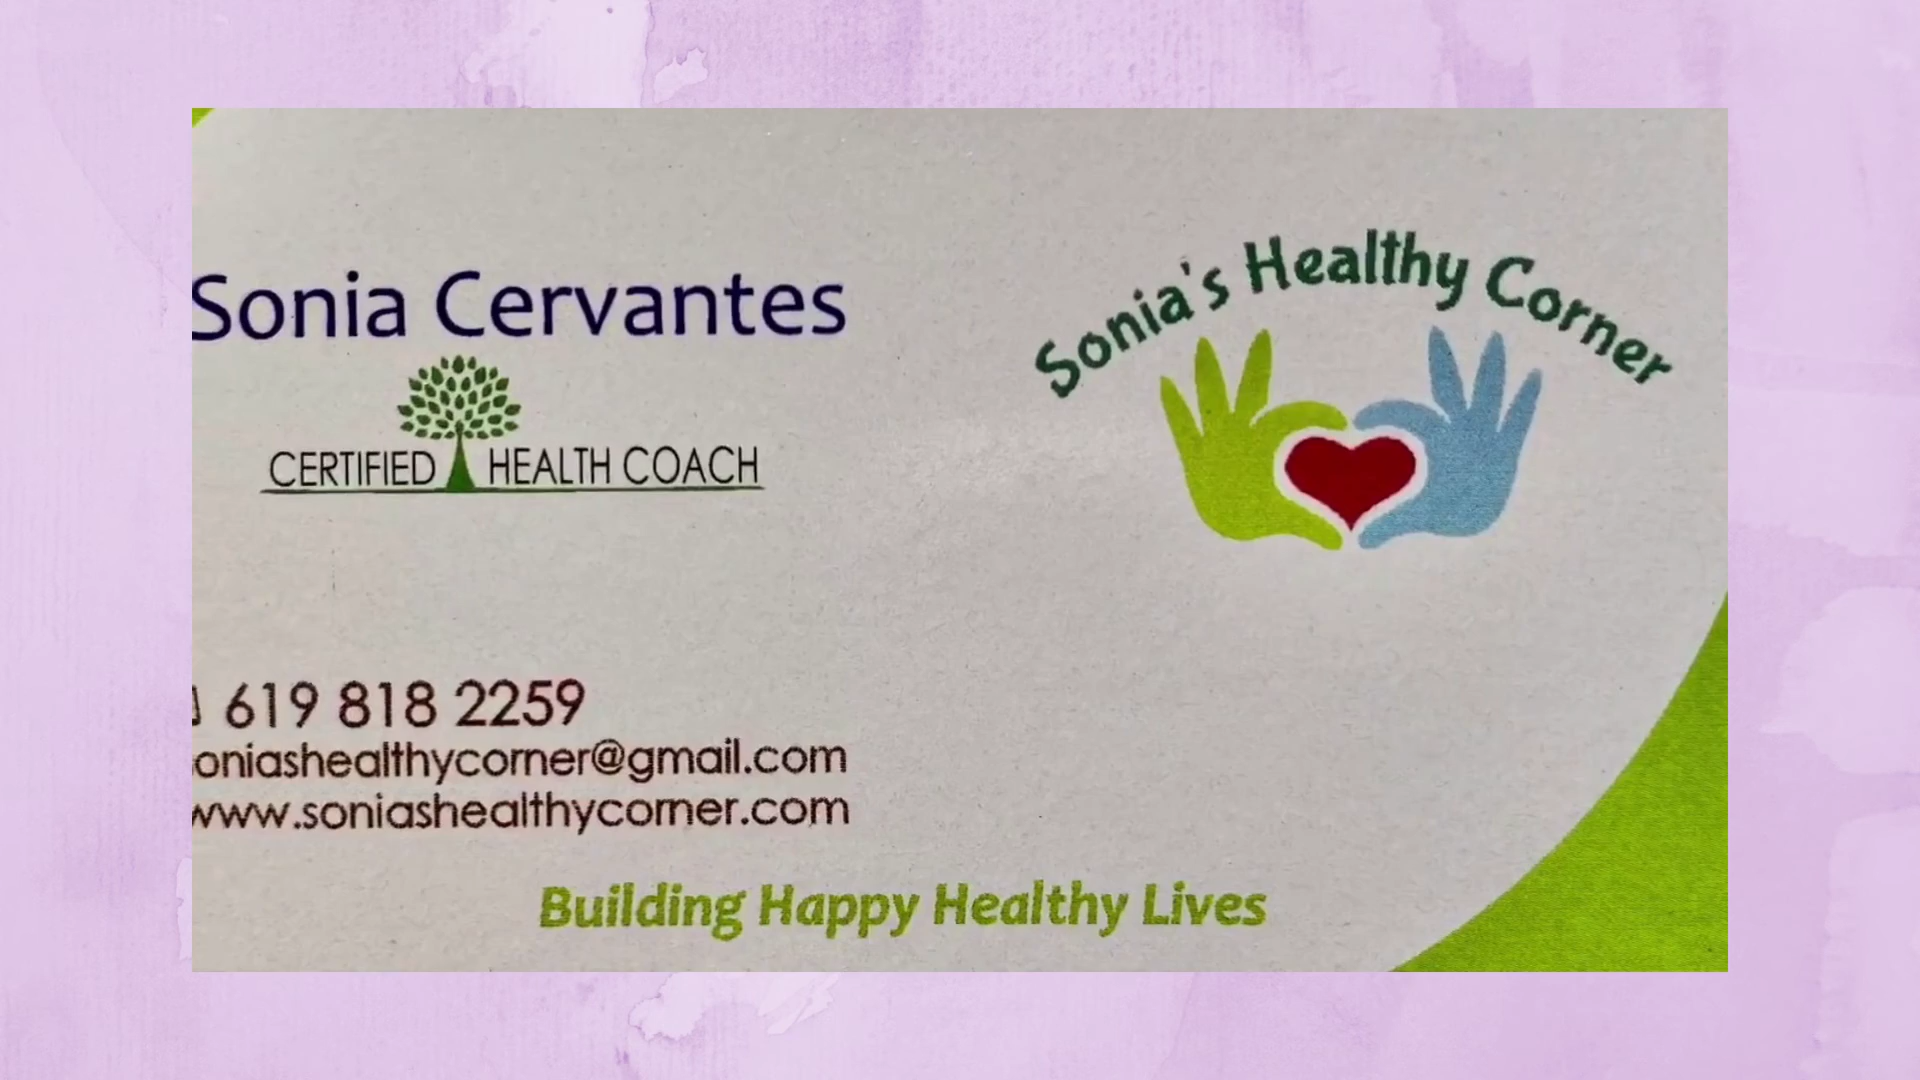 Sonia Cervantes
CERTIFIED HEALTH COACH
Sonia's Healthy Corner
619 818 2259
oniashealthycorner@gmail.com
www.soniashealthycorner.com
Building Happy Healthy Lives